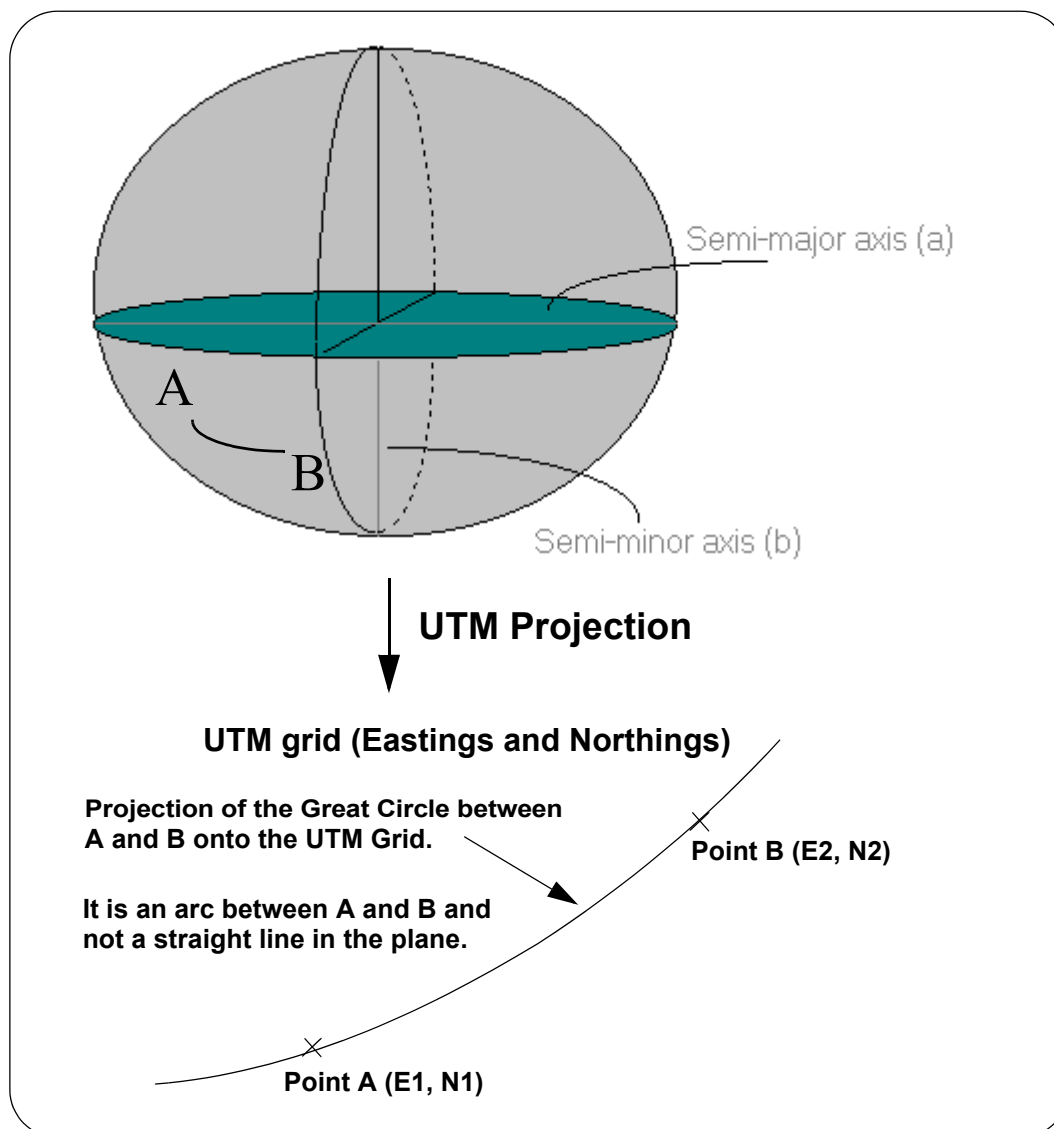 Semi-major axis (a)
A
B
Semi-minor axis (b)
UTM Projection
UTM grid (Eastings and Northings)
Projection of the Great Circle between
A and B onto the UTM Grid.
Point B (E2, N2)
It is an arc between A and B and
not a straight line in the plane.
Point A (E1, N1)